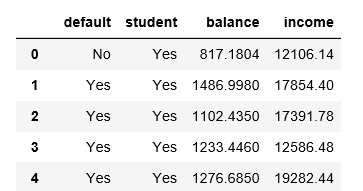 default student balance income
0 No Yes 817.1804 12106.14
1 Yes Yes 1486.9980 17854.40
2 Yes Yes 1102.4350 17391.78
3 Yes Yes 1233.4460 12586.48
4 Yes Yes 1276.6850 19282.44